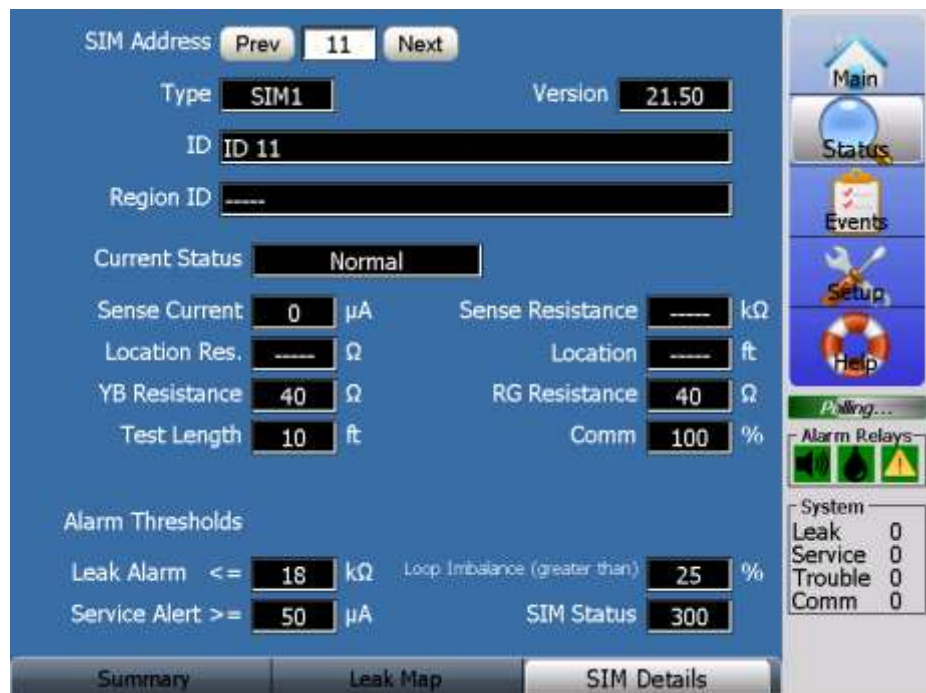 SIM Address Prev 11 Next
Type SIM1 Version 21.50
ID ID 11
Region ID -----
Current Status Normal
Sense Current 0 µA Sense Resistance ----- kΩ
Location Res. ----- Ω Location ----- ft
YB Resistance 40 Ω RG Resistance 40 Ω
Test Length 10 ft Comm 100 %
Alarm Thresholds
Leak Alarm <= 18 kΩ Loop Imbalance (greater than) 25 %
Service Alert >= 50 µA SIM Status 300
Summary Leak Map SIM Details
Main
Status
Events
Setup
Help
Polling...
Alarm Relays
System
Leak 0
Service 0
Trouble 0
Comm 0